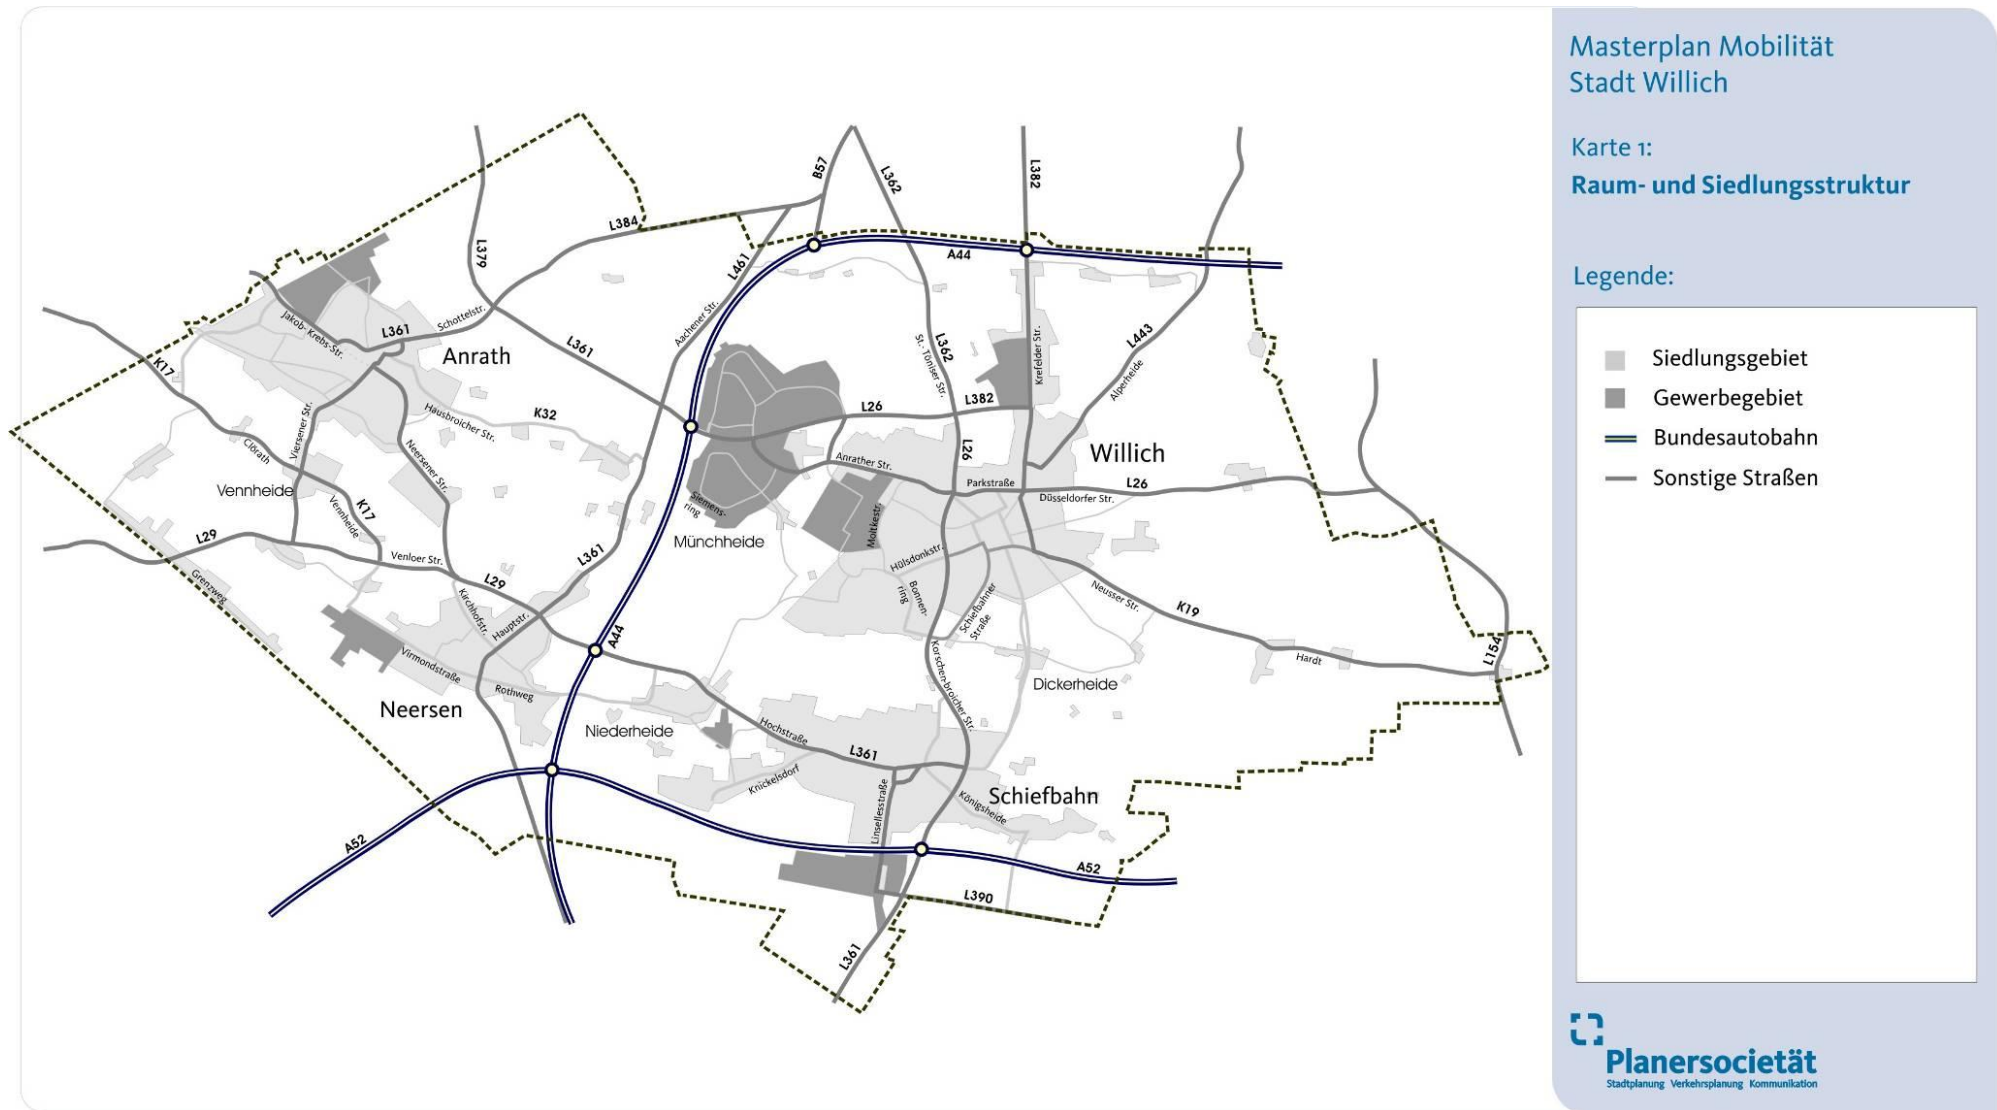 Masterplan Mobilität
Stadt Willich
Karte 1:
Raum- und Siedlungsstruktur
Legende:
Siedlungsgebiet
Gewerbegebiet
Bundesautobahn
Sonstige Straßen
Planersocietät
Stadtplanung Verkehrsplanung Kommunikation
B57
L362
L382
L384
L379
L461
A44
Aachener Str.
Jakob-Krebs-Str.
L361
Schottelstr.
Anrath
L361
K17
St.-Töniser Str.
L362
Krefelder Str.
L443
Alperheide
L382
L26
Hausbroicher Str.
K32
Viersener Str.
Clörath
Neersener Str.
L26
Anrather Str.
Willich
Parkstraße
Düsseldorfer Str.
L26
Vennheide
Vennheide
K17
Siemens-
ring
Moltkestr.
Münchheide
L29
Venloer Str.
L361
L29
Grenzweg
Kirchhofstr.
Hauptstr.
A44
Hülsdonkstr.
Bonnen-
ring
Schiefbahner
Straße
Neusser Str.
K19
Hardt
L154
Virmondstraße
Rothweg
Neersen
Niederheide
Korschen-broicher Str.
Dickerheide
Hochstraße
L361
Knickelsdorf
Linsellesstraße
Königsheide
Schiefbahn
A52
A52
L390
L361